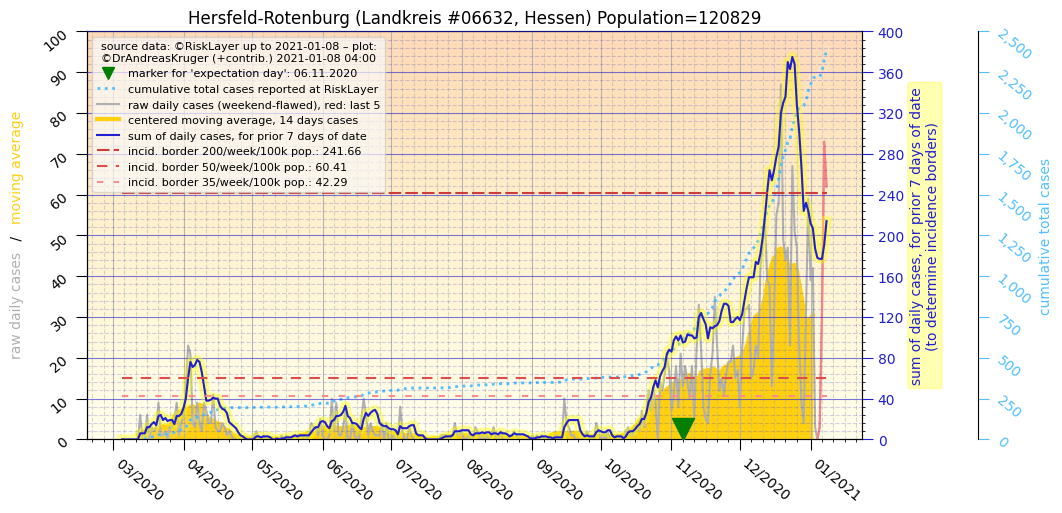 Hersfeld-Rotenburg (Landkreis #06632, Hessen) Population=120829
source data: ©RiskLayer up to 2021-01-08 – plot:
©DrAndreasKruger (+contrib.) 2021-01-08 04:00
marker for 'expectation day': 06.11.2020
cumulative total cases reported at RiskLayer
raw daily cases (weekend-flawed), red: last 5
centered moving average, 14 days cases
sum of daily cases, for prior 7 days of date
incid. border 200/week/100k pop.: 241.66
incid. border 50/week/100k pop.: 60.41
incid. border 35/week/100k pop.: 42.29
raw daily cases / moving average
100
90
80
70
60
50
40
30
20
10
0
03/2020
04/2020
05/2020
06/2020
07/2020
08/2020
09/2020
10/2020
11/2020
12/2020
01/2021
400
360
320
280
240
200
160
120
80
40
0
sum of daily cases, for prior 7 days of date
(to determine incidence borders)
2,500
2,250
2,000
1,750
1,500
1,250
1,000
750
500
250
0
cumulative total cases